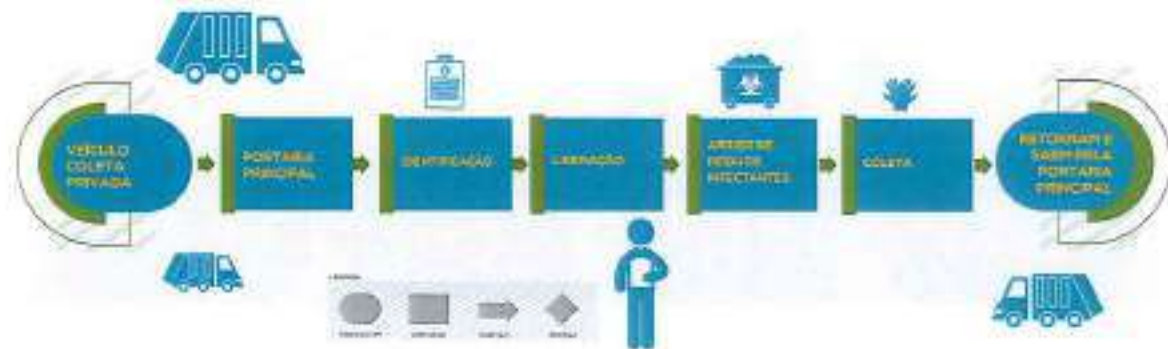 VEÍCULO
COLETA
PRIVADA
PORTARIA
PRINCIPAL
IDENTIFICAÇÃO
LIBERAÇÃO
ABRIGO DE
RESÍDUOS
INFECTANTES
COLETA
RETORNAM E
SAEM PELA
PORTARIA
PRINCIPAL